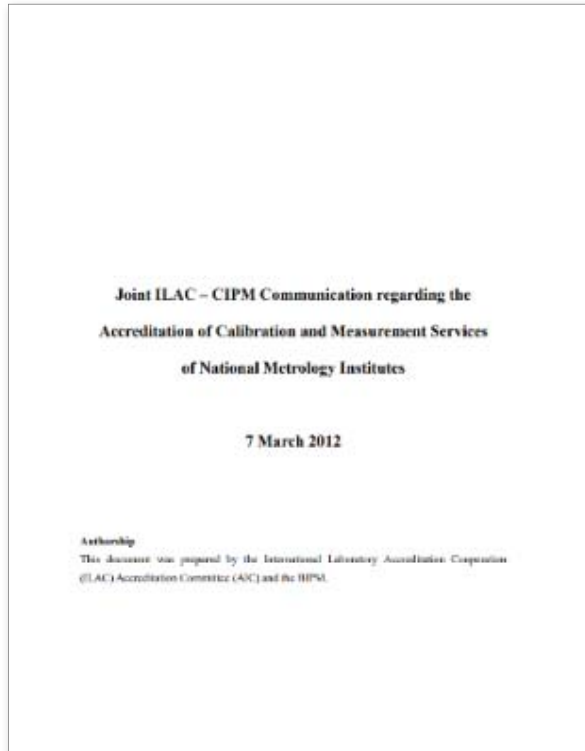 Joint ILAC – CIPM Communication regarding the
Accreditation of Calibration and Measurement Services
of National Metrology Institutes
7 March 2012
Authorship
This document was prepared by the International Laboratory Accreditation Cooperation
(ILAC) Accreditation Committee (AIC) and the BIPM.